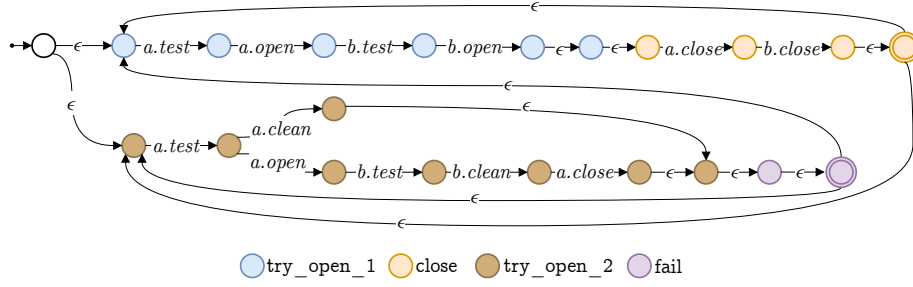 ϵ
ϵ a.test a.open b.test b.open ϵ ϵ a.close b.close ϵ
ϵ
ϵ ϵ
a.clean
a.test
a.open b.test b.clean a.close ϵ ϵ ϵ
ϵ
ϵ
try_open_1 close try_open_2 fail